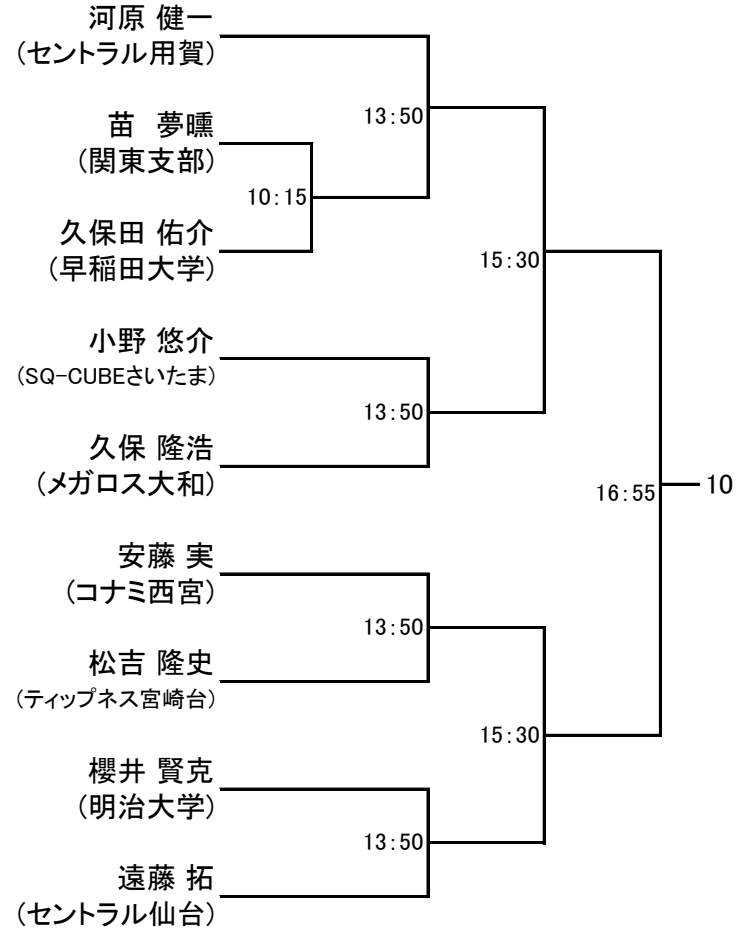 河原 健一
(セントラル用賀)
13:50
苗　夢曛
(関東支部)
10:15
久保田 佑介
(早稲田大学)
15:30
小野 悠介
(SQ-CUBEさいたま)
13:50
久保 隆浩
(メガロス大和)
16:55
10
安藤 実
(コナミ西宮)
13:50
松吉 隆史
(ティップネス宮崎台)
15:30
櫻井 賢克
(明治大学)
13:50
遠藤 拓
(セントラル仙台)